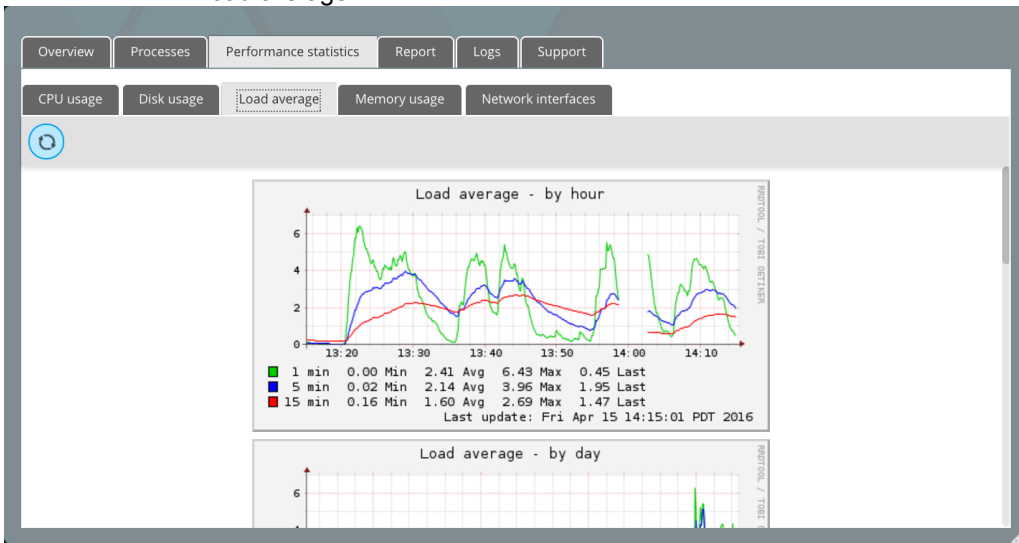 Overview Processes Performance statistics Report Logs Support
CPU usage Disk usage Load average Memory usage Network interfaces
Load average - by hour
RRDTOOL / TOBI OETIKER
6
4
2
0
13:20 13:30 13:40 13:50 14:00 14:10
1 min 0.00 Min 2.41 Avg 6.43 Max 0.45 Last
5 min 0.02 Min 2.14 Avg 3.96 Max 1.95 Last
15 min 0.16 Min 1.60 Avg 2.69 Max 1.47 Last
Last update: Fri Apr 15 14:15:01 PDT 2016
Load average - by day
RRDTOOL / TOBI
6